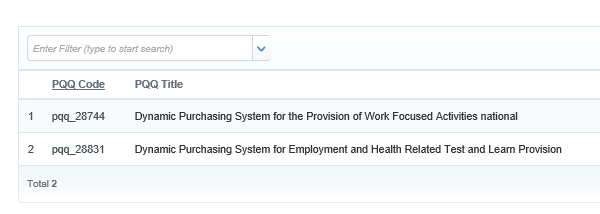 Enter Filter (type to start search)
PQQ Code PQQ Title
1 pqq_28744 Dynamic Purchasing System for the Provision of Work Focused Activities national
2 pqq_28831 Dynamic Purchasing System for Employment and Health Related Test and Learn Provision
Total 2